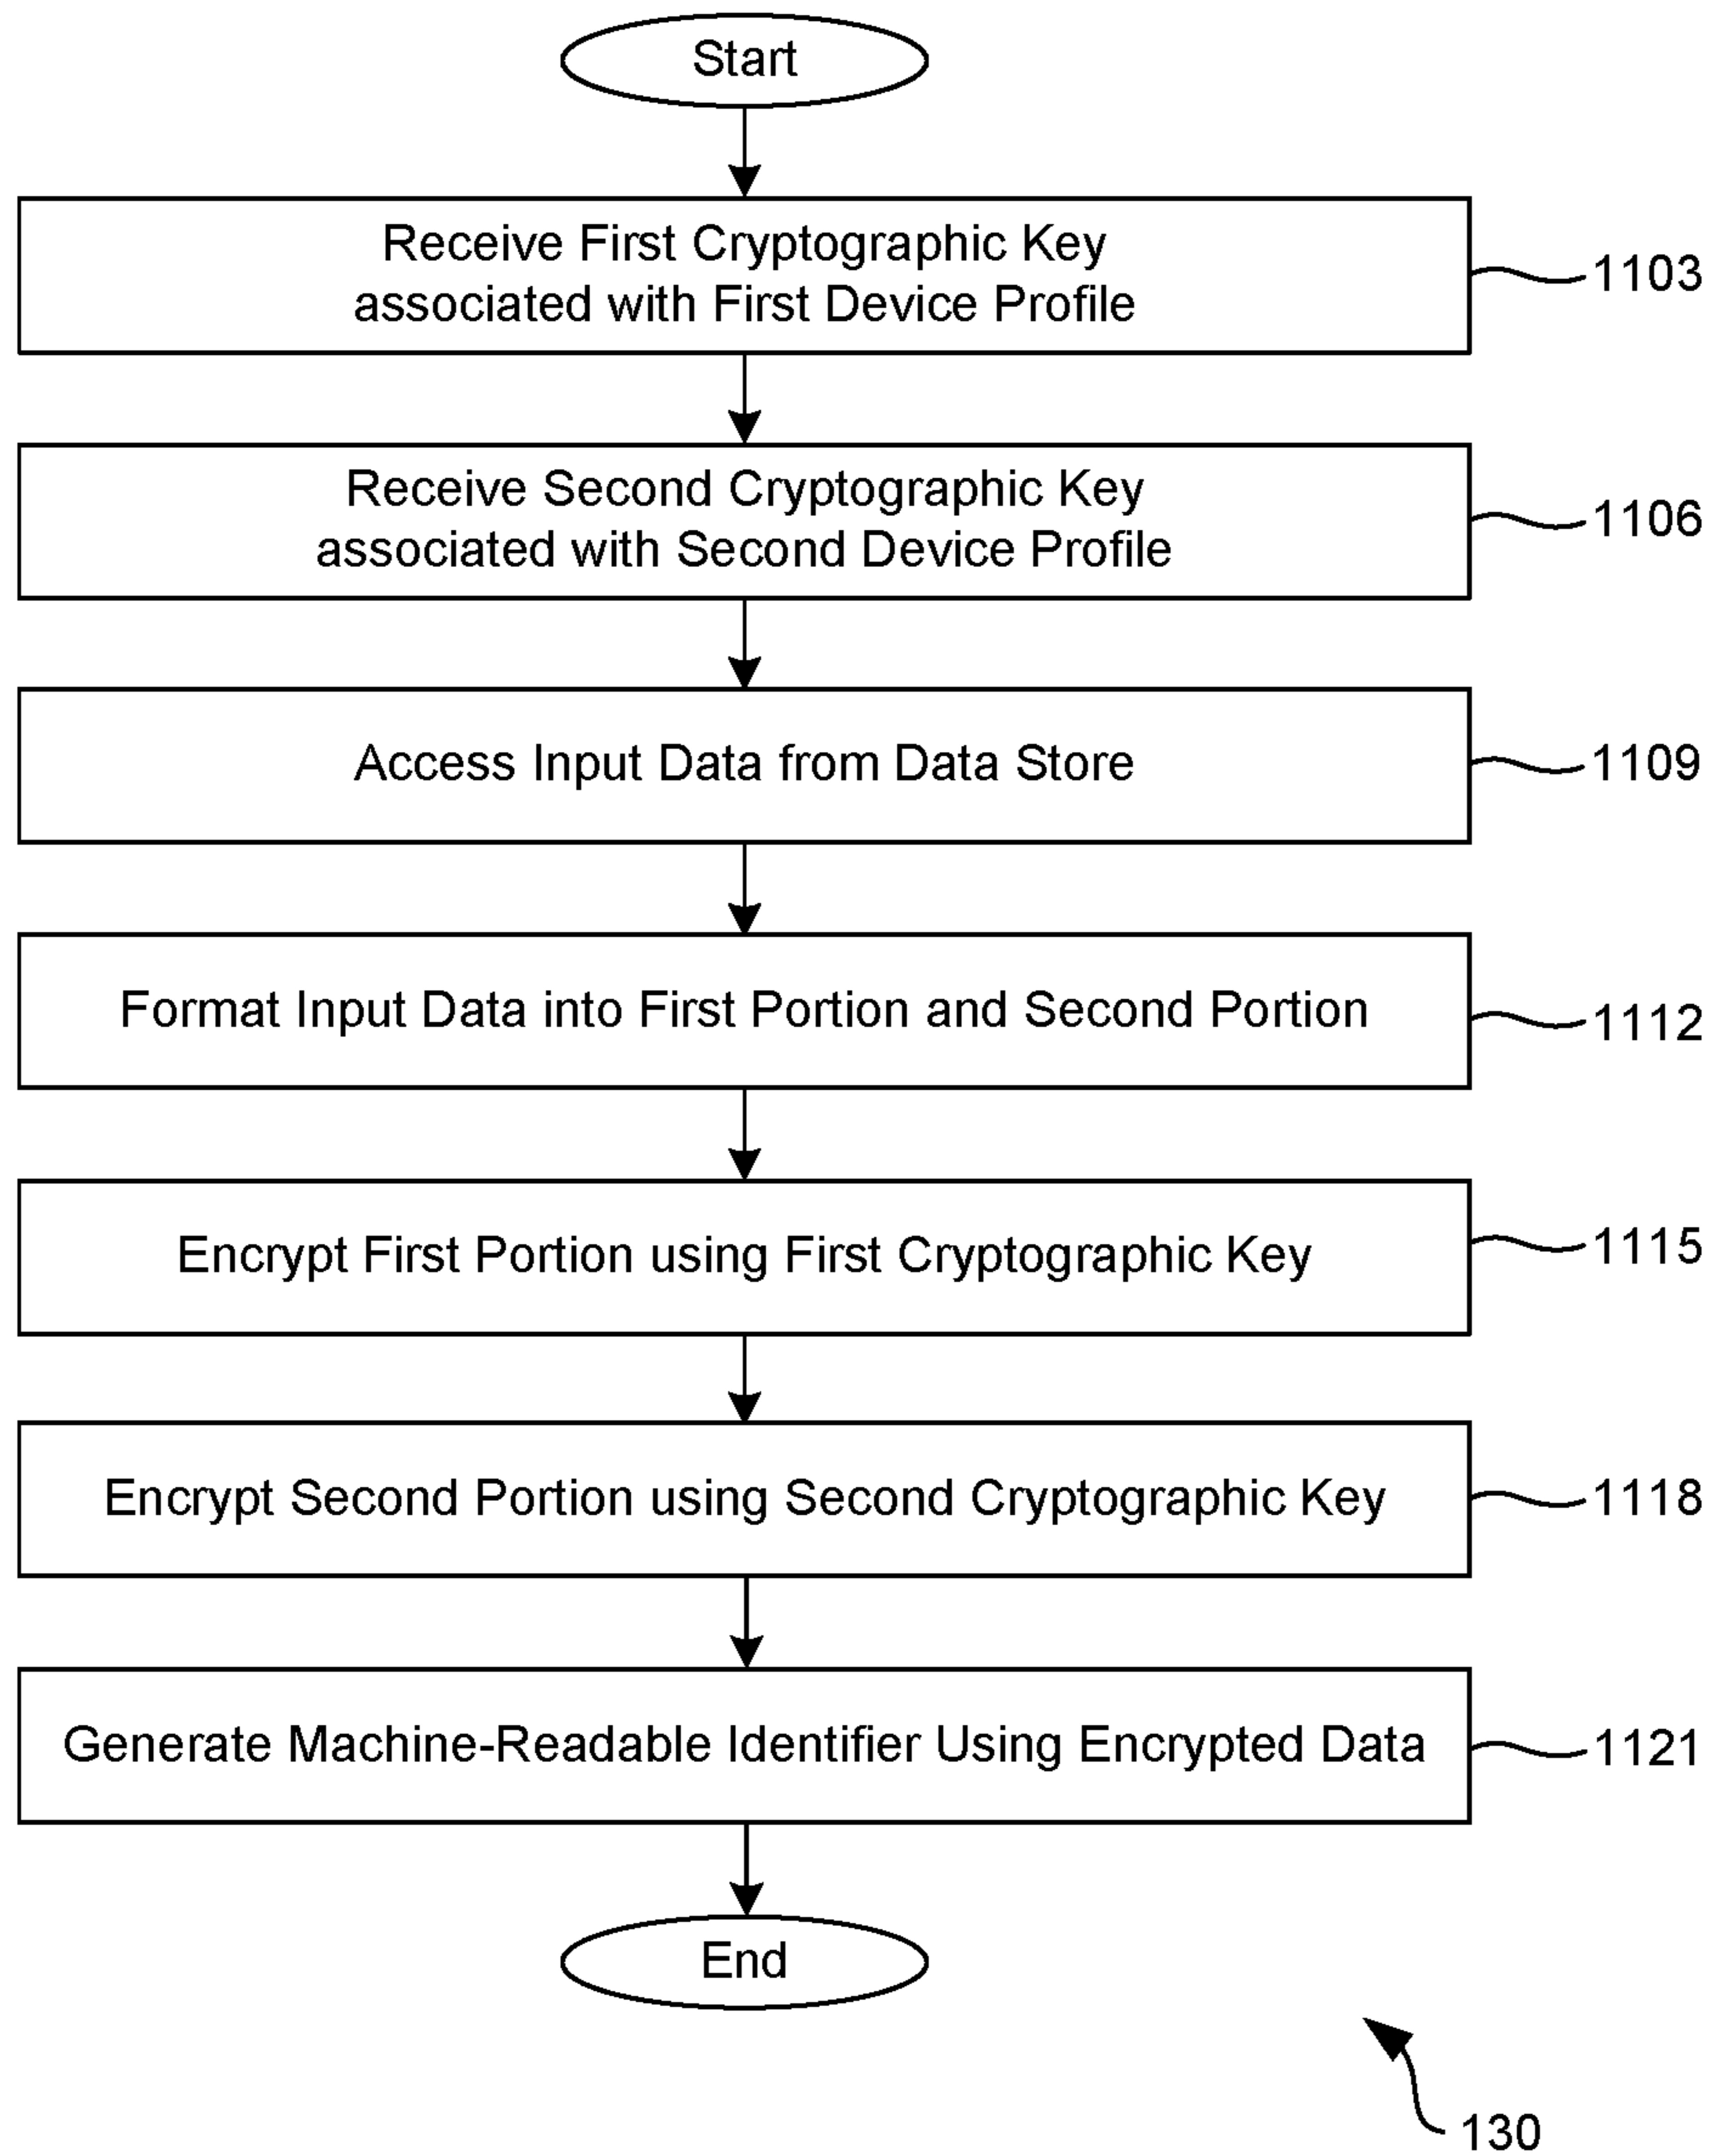 Start
Receive First Cryptographic Key
associated with First Device Profile
1103
Receive Second Cryptographic Key
associated with Second Device Profile
1106
Access Input Data from Data Store
1109
Format Input Data into First Portion and Second Portion
1112
Encrypt First Portion using First Cryptographic Key
1115
Encrypt Second Portion using Second Cryptographic Key
1118
Generate Machine-Readable Identifier Using Encrypted Data
1121
End
130